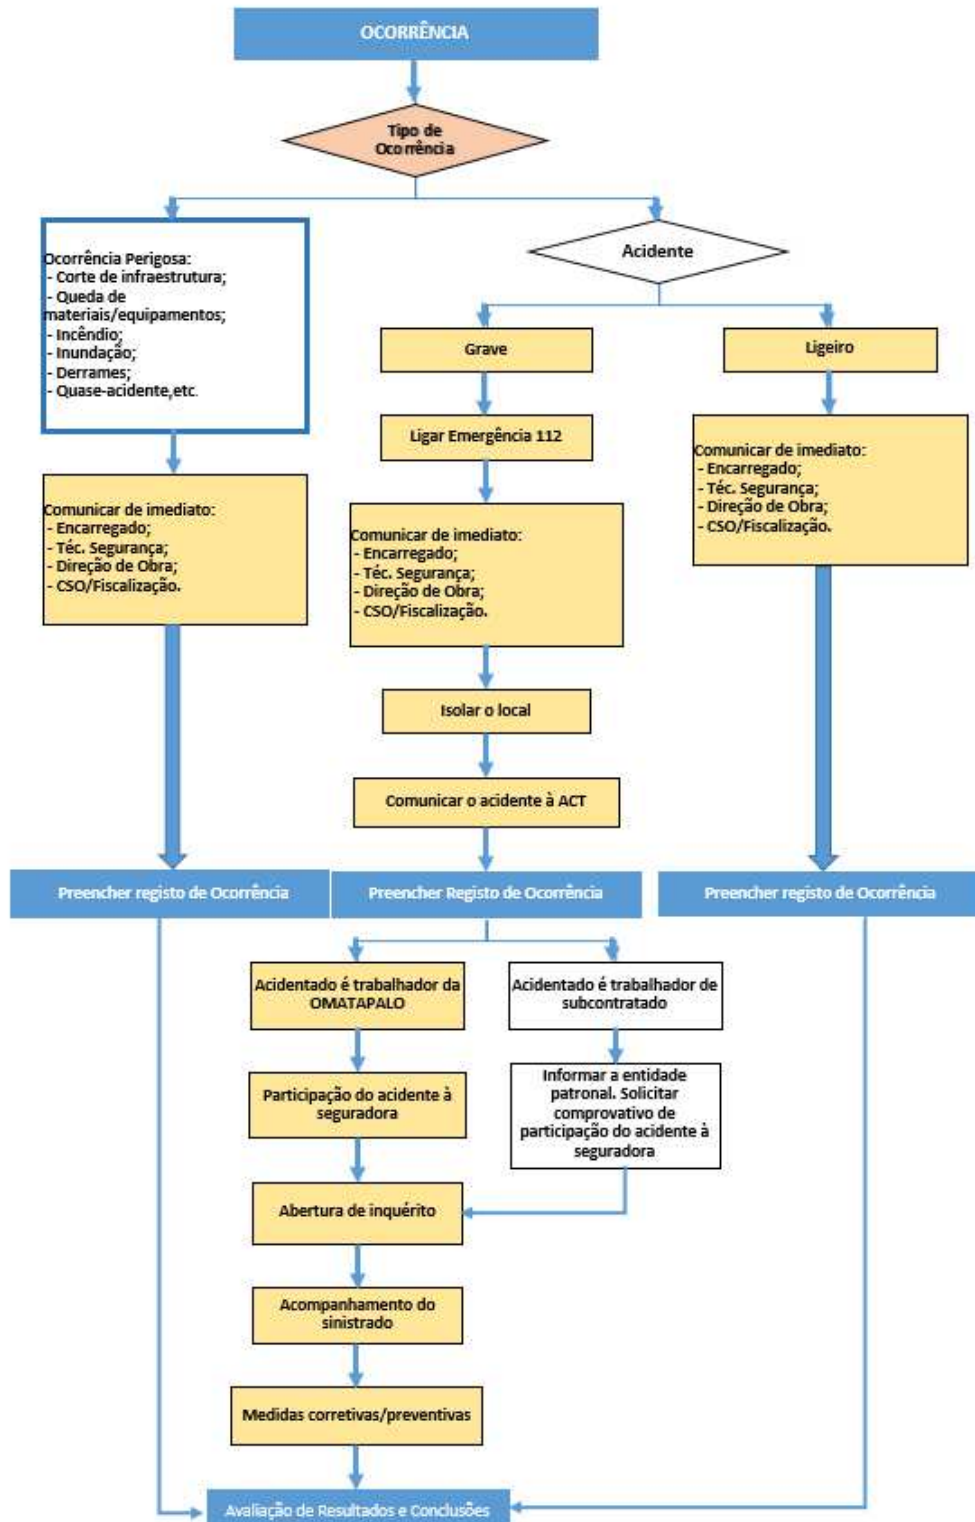 OCORRÊNCIA
Tipo de
Ocorrência
Ocorrência Perigosa:
- Corte de infraestrutura;
- Queda de
materiais/equipamentos;
- Incêndio;
- Inundação;
- Derrames;
- Quase-acidente,etc.
Acidente
Grave
Ligeiro
Ligar Emergência 112
Comunicar de imediato:
- Encarregado;
- Téc. Segurança;
- Direção de Obra;
- CSO/Fiscalização.
Comunicar de imediato:
- Encarregado;
- Téc. Segurança;
- Direção de Obra;
- CSO/Fiscalização.
Comunicar de imediato:
- Encarregado;
- Téc. Segurança;
- Direção de Obra;
- CSO/Fiscalização.
Isolar o local
Comunicar o acidente à ACT
Preencher registo de Ocorrência
Preencher Registo de Ocorrência
Preencher registo de Ocorrência
Acidentado é trabalhador da
OMATAPALO
Acidentado é trabalhador de
subcontratado
Participação do acidente à
seguradora
Informar a entidade
patronal. Solicitar
comprovativo de
participação do acidente à
seguradora
Abertura de inquérito
Acompanhamento do
sinistrado
Medidas corretivas/preventivas
Avaliação de Resultados e Conclusões